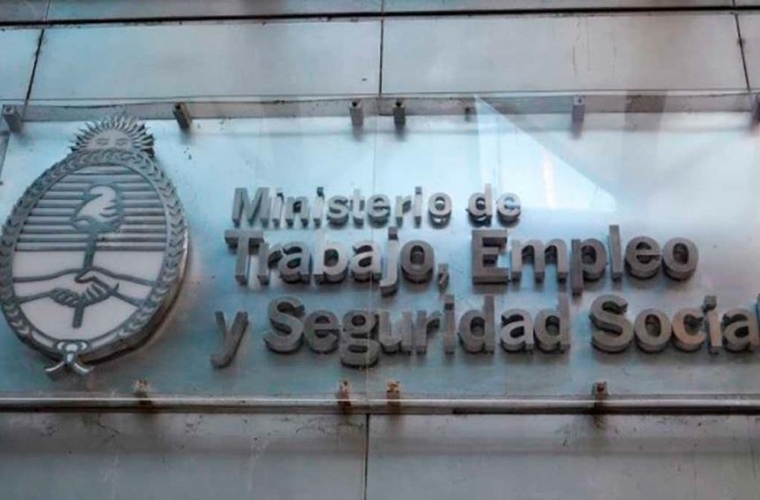 Ministerio de
Trabajo, Empleo
y Seguridad Social